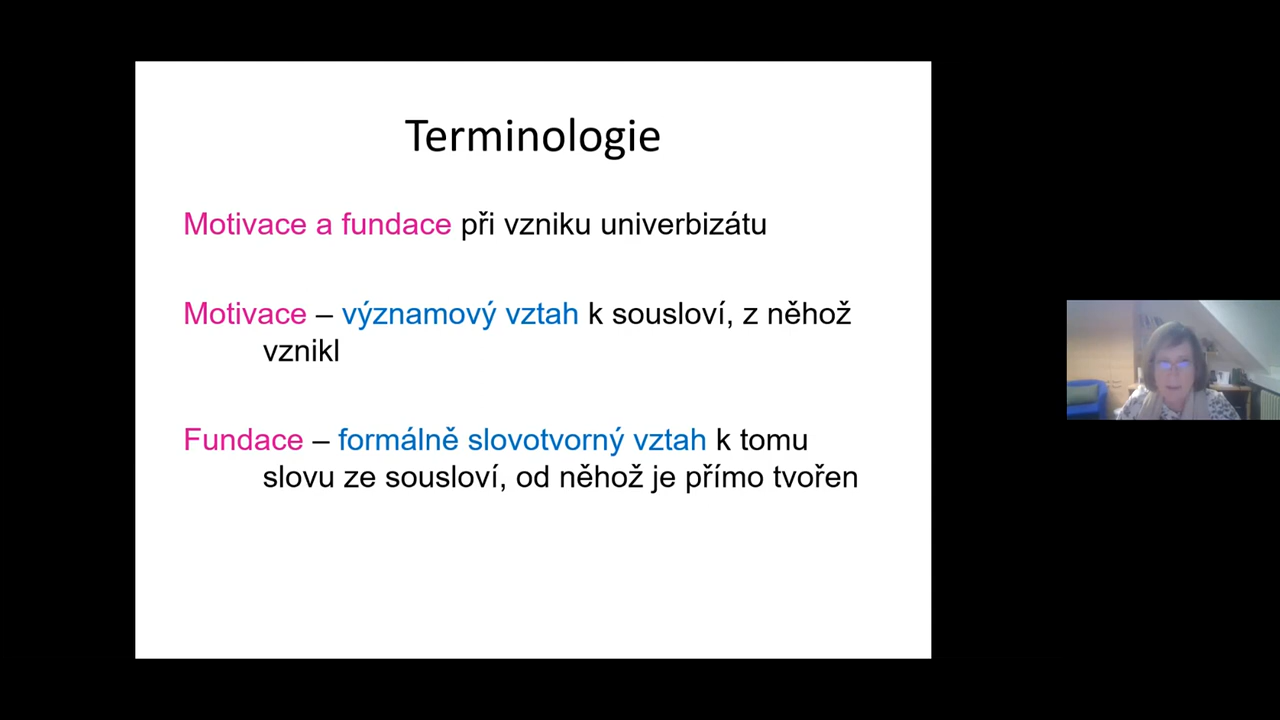 Terminologie
Motivace a fundace při vzniku univerbizátu
Motivace – významový vztah k sousloví, z něhož
vznikl
Fundace – formálně slovotvorný vztah k tomu
slovu ze sousloví, od něhož je přímo tvořen